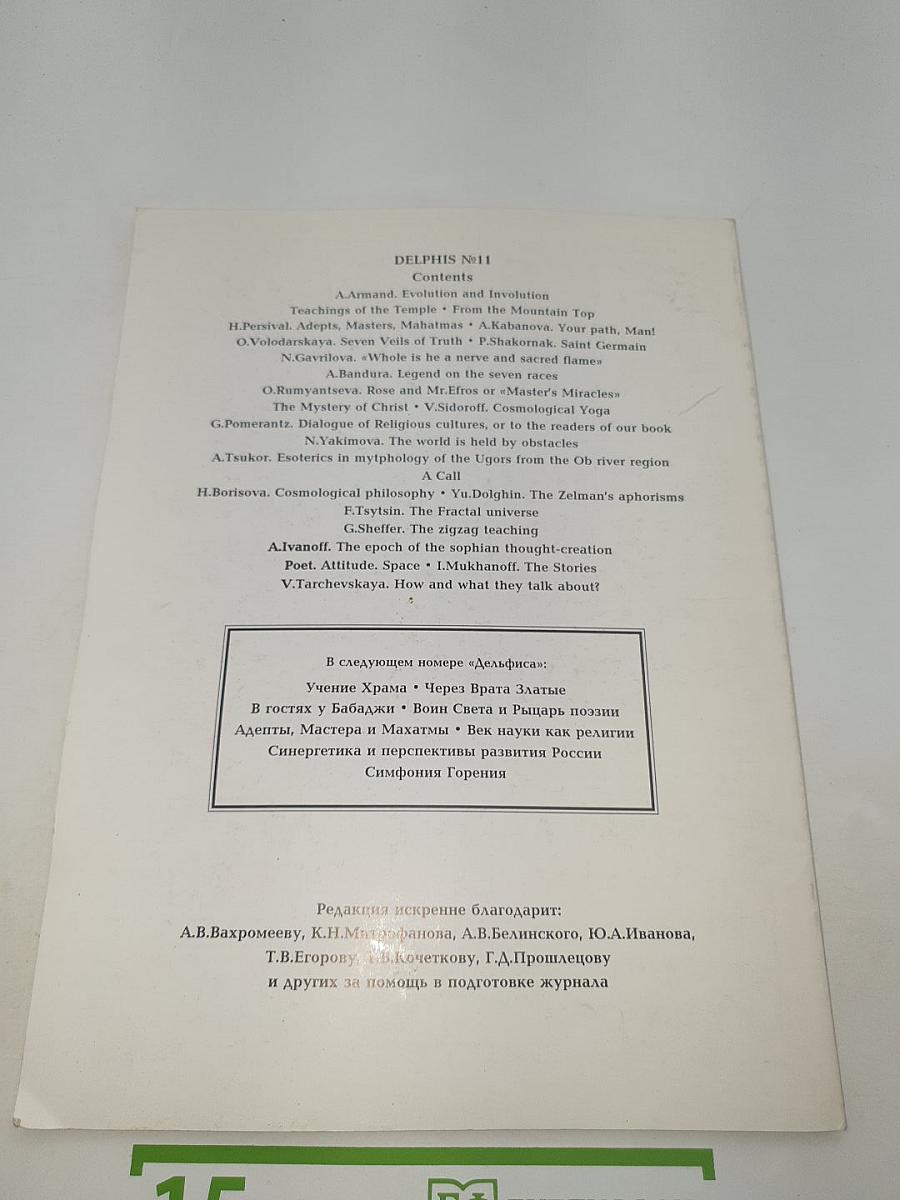 DELPHIS №11
Contents
A.Armand. Evolution and Involution
Teachings of the Temple • From the Mountain Top
H.Persival. Adepts, Masters, Mahatmas • A.Kabanova. Your path, Man!
O.Volodarskaya. Seven Veils of Truth • P.Shakornak. Saint Germain
N.Gavrilova. «Whole is he a nerve and sacred flame»
A.Bandura. Legend on the seven races
O.Rumyantseva. Rose and Mr.Efros or «Master's Miracles»
The Mystery of Christ • V.Sidoroff. Cosmological Yoga
G.Pomerantz. Dialogue of Religious cultures, or to the readers of our book
N.Yakimova. The world is held by obstacles
A.Tsukor. Esoterics in mytphology of the Ugors from the Ob river region
A Call
H.Borisova. Cosmological philosophy • Yu.Dolghin. The Zelman's aphorisms
F.Tsytsin. The Fractal universe
G.Sheffer. The zigzag teaching
A.Ivanoff. The epoch of the sophian thought-creation
Poet. Attitude. Space • I.Mukhanoff. The Stories
V.Tarchevskaya. How and what they talk about?
В следующем номере «Дельфиса»:
Учение Храма • Через Врата Златые
В гостях у Бабаджи • Воин Света и Рыцарь поэзии
Адепты, Мастера и Махатмы • Век науки как религии
Синергетика и перспективы развития России
Симфония Горения
Редакция искренне благодарит:
А.В.Вахромееву, К.Н.Митрофанова, А.В.Белинского, Ю.А.Иванова,
Т.В.Егорову, Кочеткову, Г.Д.Прошлецову
и других за помощь в подготовке журнала
15